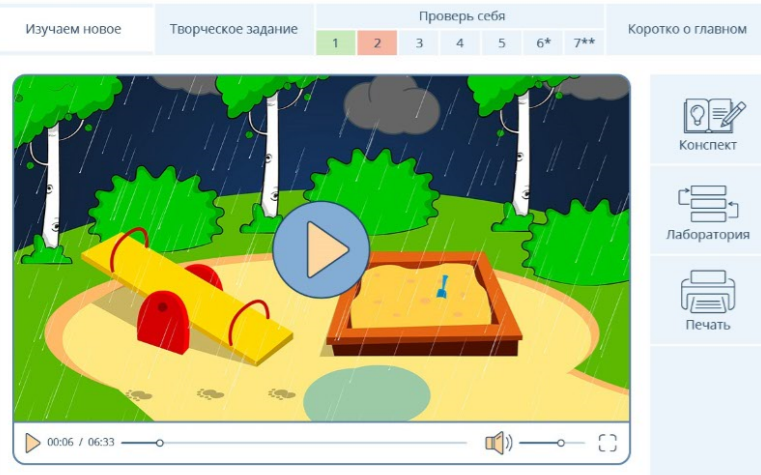 Изучаем новое
Творческое задание
Проверь себя
1 2 3 4 5 6* 7**
Коротко о главном
Конспект
Лаборатория
Печать
00:06 / 06:33